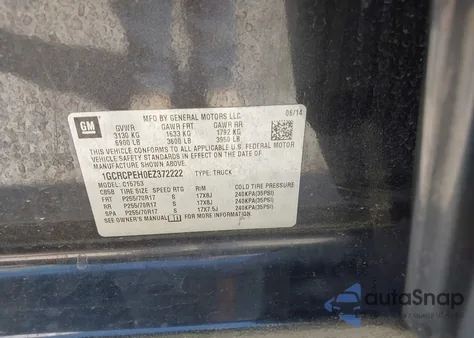 GM
MFG BY GENERAL MOTORS LLC 08/14
GVWR GAWR FRT GAWR RR
3130 KG 1633 KG 1792 KG
6900 LB 3600 LB 3950 LB
THIS VEHICLE CONFORMS TO ALL APPLICABLE U.S. FEDERAL MOTOR
VEHICLE SAFETY STANDARDS IN EFFECT ON THE DATE OF
MANUFACTURE SHOWN ABOVE.
1GCRCPEH0EZ372222 TYPE: TRUCK
MODEL: C15753
TIRE SIZE SPEED RTG RIM COLD TIRE PRESSURE
FRT P255/70R17 S 17X8J 240KPA(35PSI)
RR P255/70R17 S 17X8J 240KPA(35PSI)
SPA P255/70R17 S 17X7.5J 240KPA(35PSI)
SEE OWNER'S MANUAL FOR
autoSnap